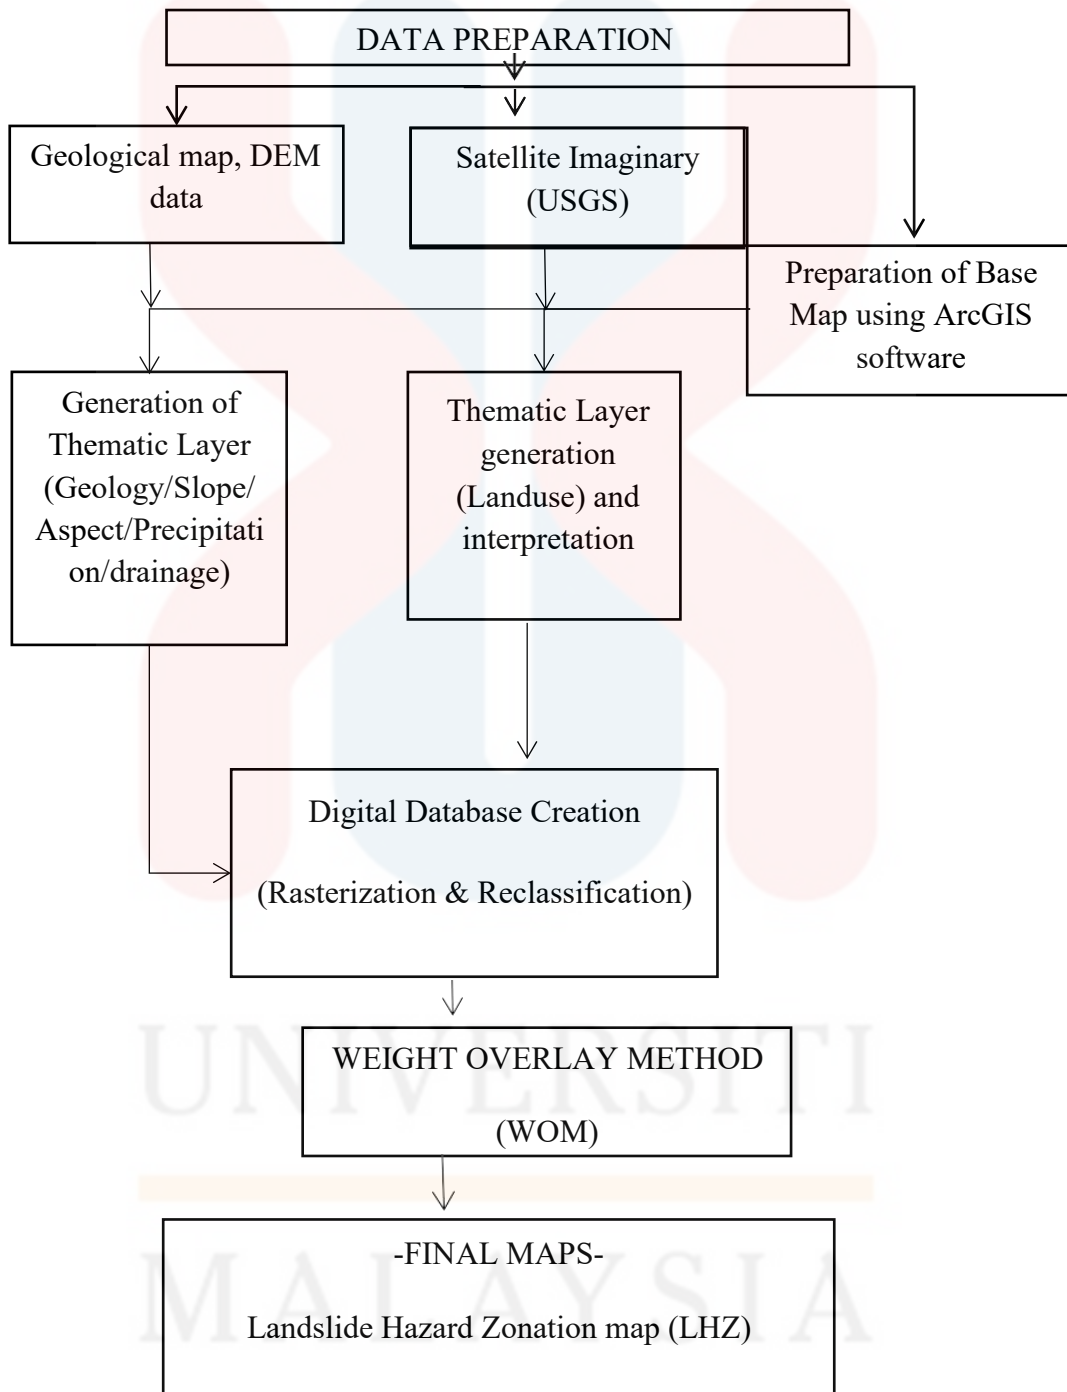 DATA PREPARATION
Geological map, DEM
data
Satellite Imaginary
(USGS)
Preparation of Base
Map using ArcGIS
software
Generation of
Thematic Layer
(Geology/Slope/
Aspect/Precipitati
on/drainage)
Thematic Layer
generation
(Landuse) and
interpretation
Digital Database Creation
(Rasterization & Reclassification)
WEIGHT OVERLAY METHOD
(WOM)
-FINAL MAPS-
Landslide Hazard Zonation map (LHZ)
UNIVERSITI
MALAYSIA